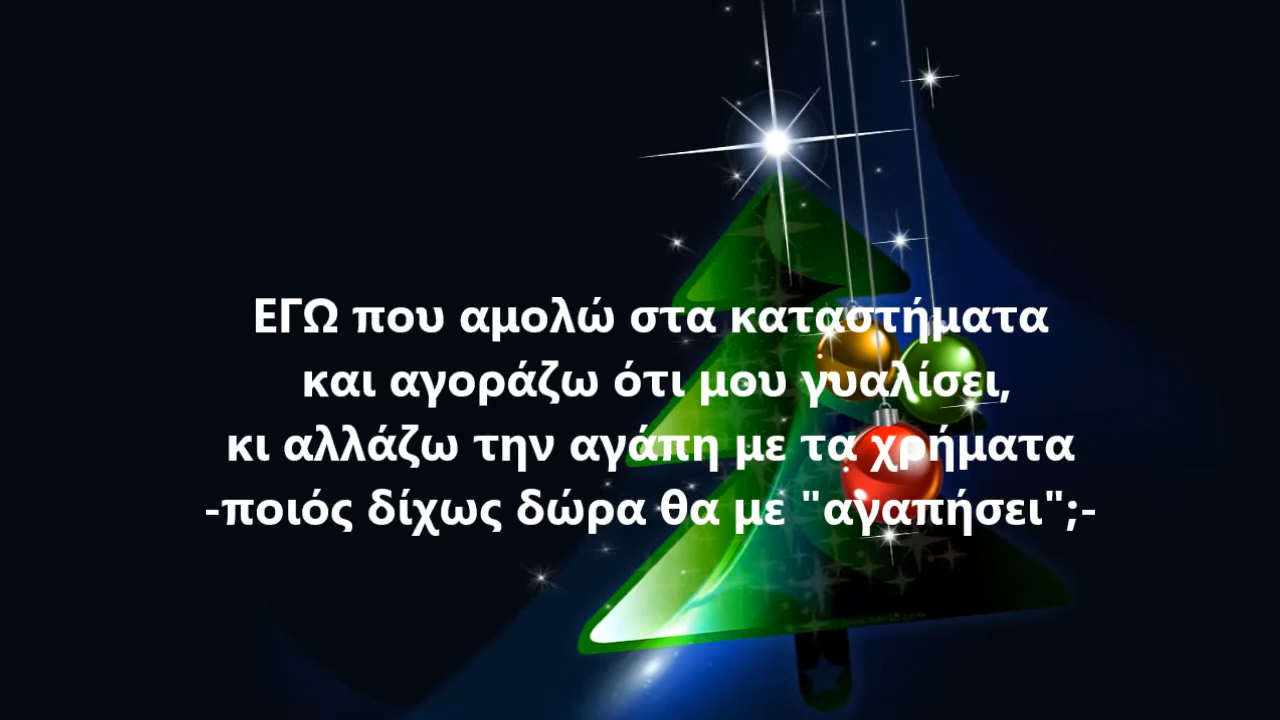 ΕΓΩ που αμολώ στα καταστήματα
και αγοράζω ότι μου γυαλίσει,
κι αλλάζω την αγάπη με τα χρήματα
-ποιός δίχως δώρα θα με "αγαπήσει";-